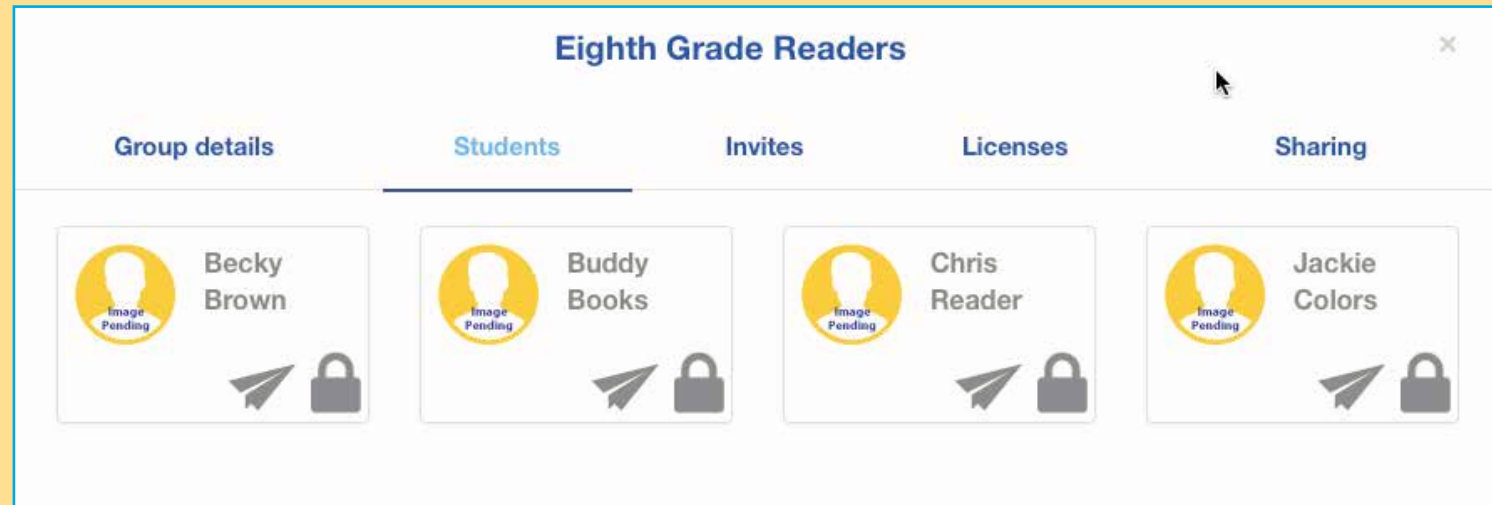 Eighth Grade Readers
×
Group details Students Invites Licenses Sharing
Becky
Brown
Image
Pending
Buddy
Books
Image
Pending
Chris
Reader
Image
Pending
Jackie
Colors
Image
Pending